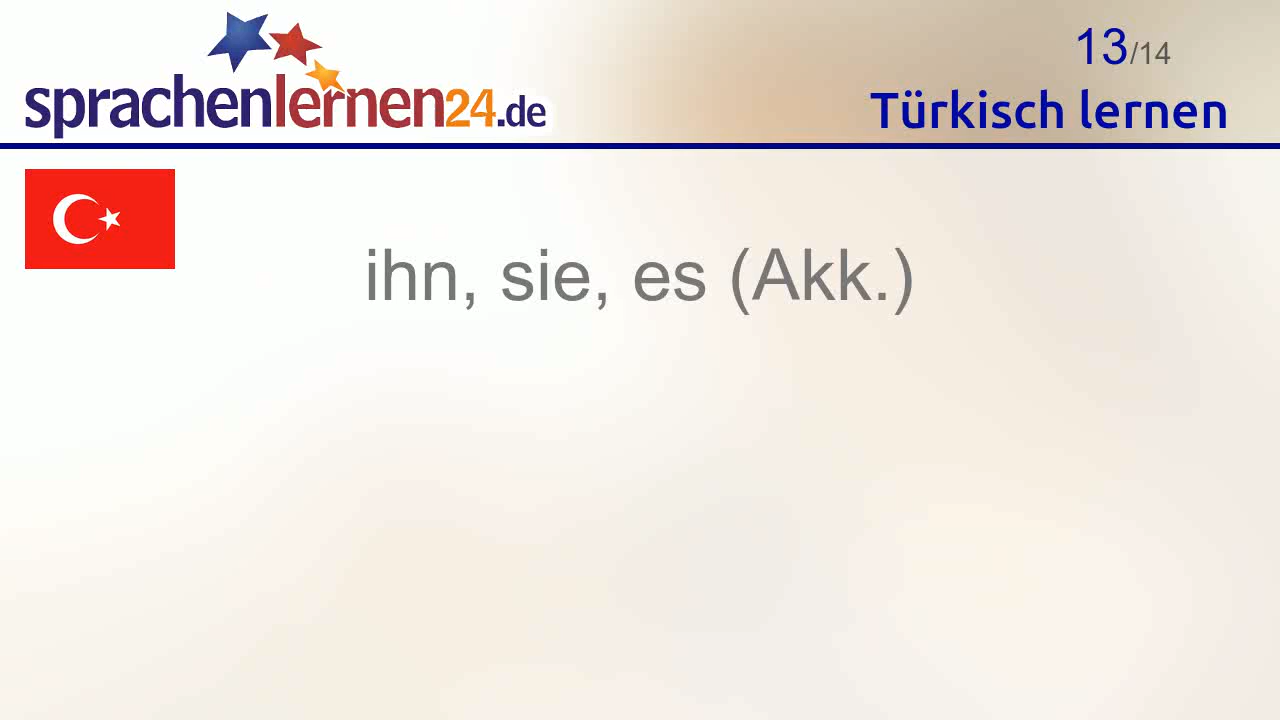 sprachenlernen24.de
13/14
Türkisch lernen
ihn, sie, es (Akk.)